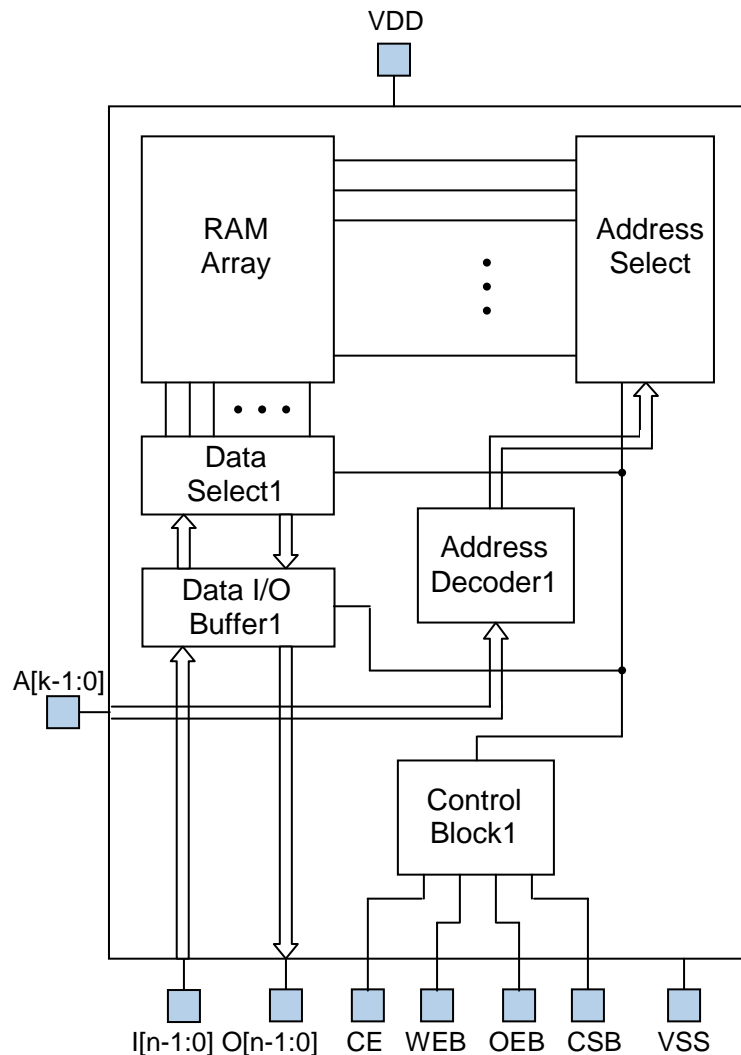 VDD
RAM
Array
Address
Select
Data
Select1
Address
Decoder1
Data I/O
Buffer1
A[k-1:0]
Control
Block1
I[n-1:0] O[n-1:0] CE WEB OEB CSB VSS